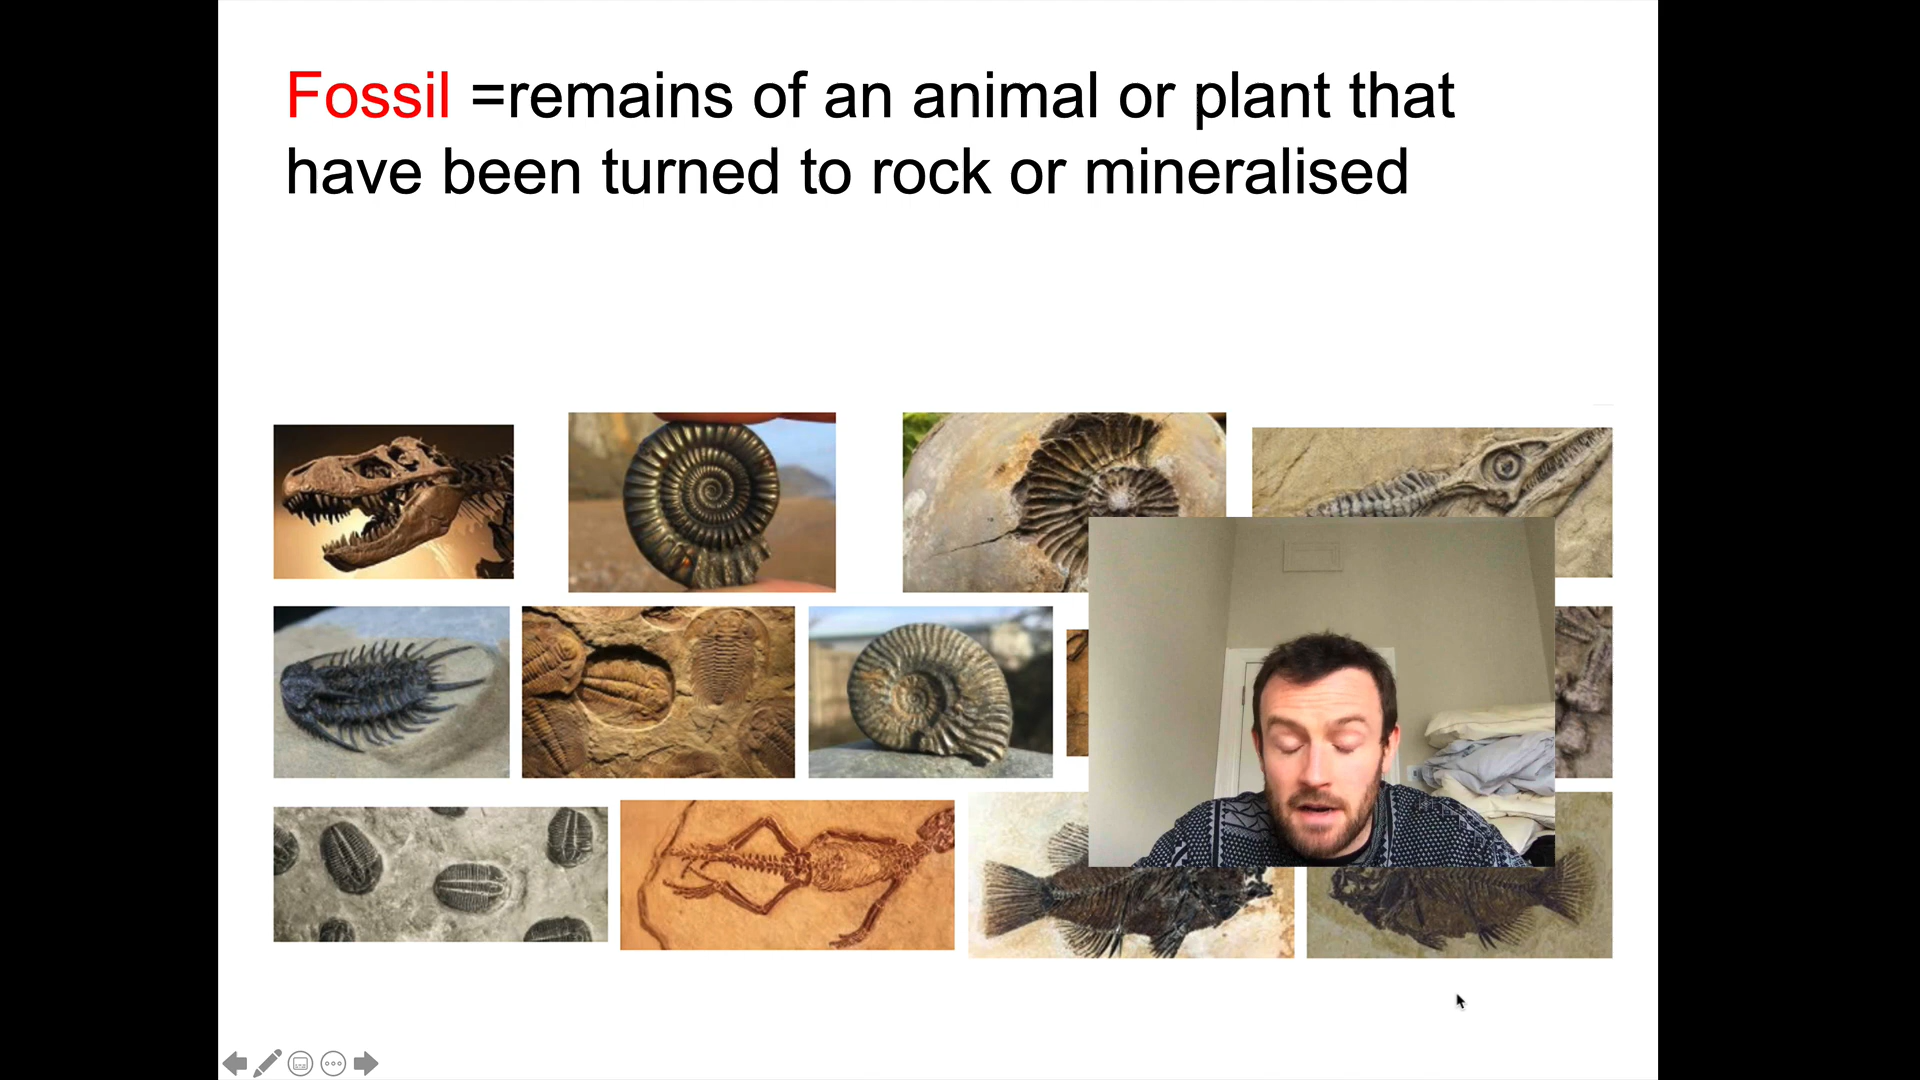 Fossil =remains of an animal or plant that
have been turned to rock or mineralised